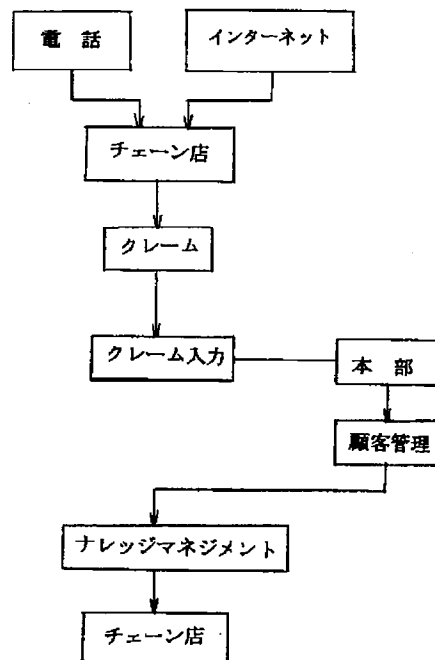 電話
インターネット
チェーン店
クレーム
クレーム入力
本部
顧客管理
ナレッジマネジメント
チェーン店